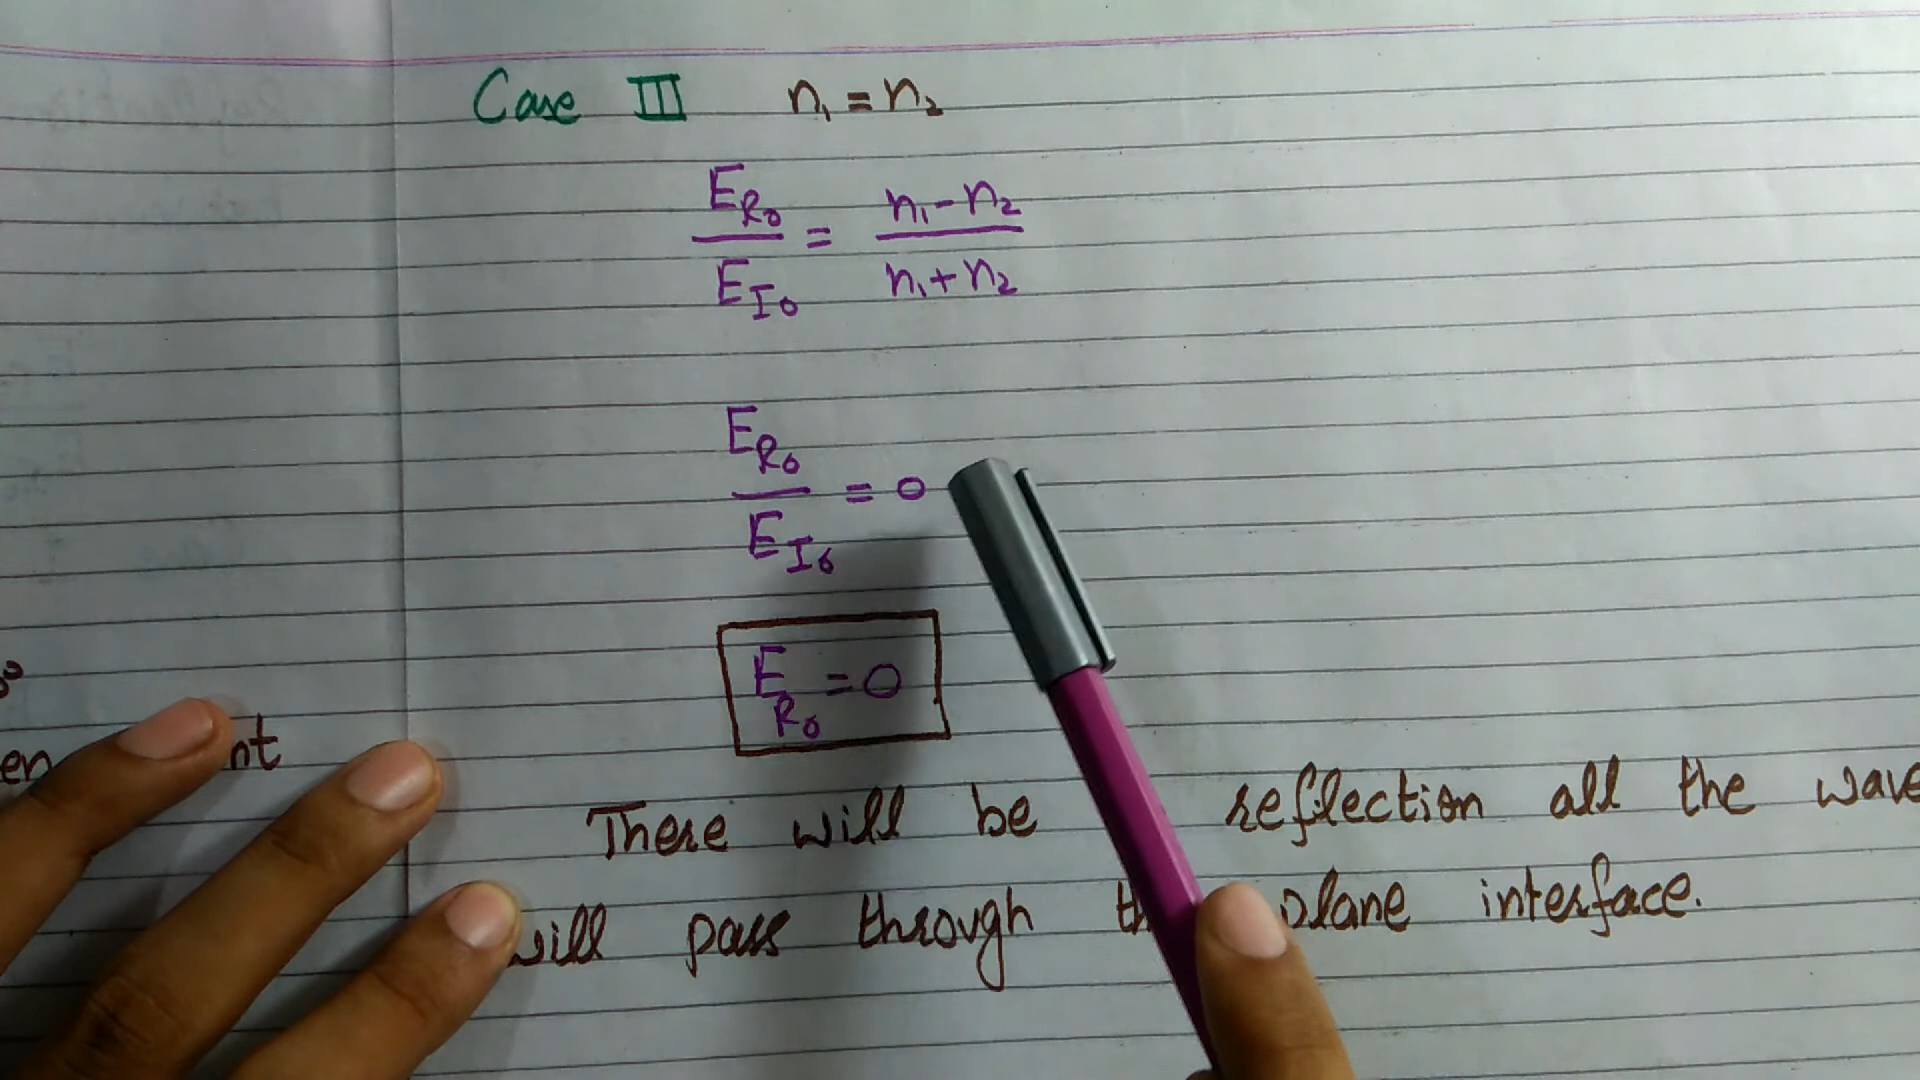 Case III n₁ = n₂
E_R₀ / E_I₀ = n₁ - n₂ / n₁ + n₂
E_R₀ / E_I₀ = 0
E_R₀ = 0
nt
There will be reflection all the wave
will pass through plane interface.